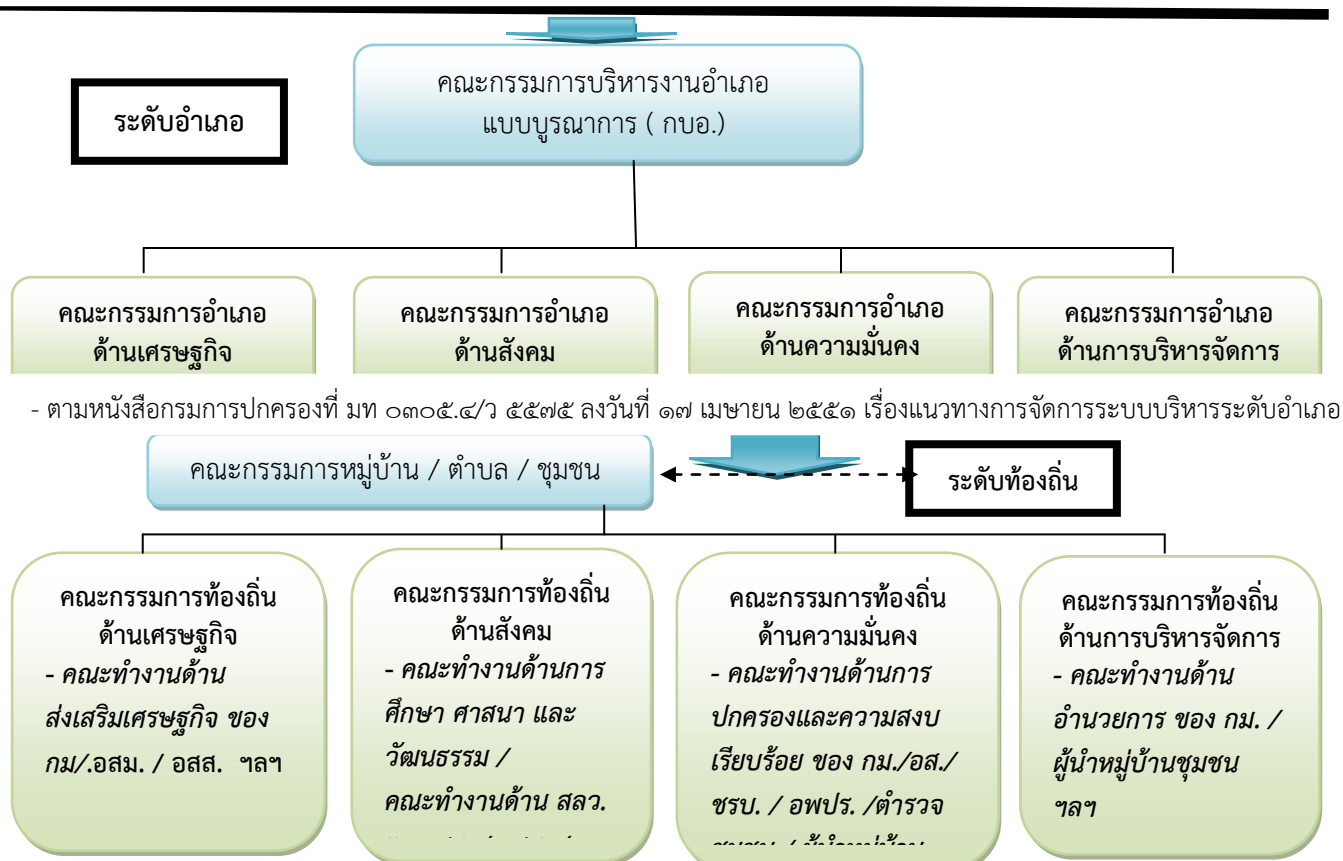 คณะกรรมการบริหารงานอำเภอ
แบบบูรณาการ ( กบอ.)
ระดับอำเภอ
คณะกรรมการอำเภอ
ด้านเศรษฐกิจ
คณะกรรมการอำเภอ
ด้านสังคม
คณะกรรมการอำเภอ
ด้านความมั่นคง
คณะกรรมการอำเภอ
ด้านการบริหารจัดการ
- ตามหนังสือกรมการปกครองที่ มท ๐๓๐๕.๔/ว ๕๕๗๕ ลงวันที่ ๑๗ เมษายน ๒๕๕๑ เรื่องแนวทางการจัดการระบบบริหารระดับอำเภอ
คณะกรรมการหมู่บ้าน / ตำบล / ชุมชน
ระดับท้องถิ่น
คณะกรรมการท้องถิ่น
ด้านเศรษฐกิจ
- คณะทำงานด้าน
ส่งเสริมเศรษฐกิจ ของ
กม/.อสม. / อสส. ฯลฯ
คณะกรรมการท้องถิ่น
ด้านสังคม
- คณะทำงานด้านการ
ศึกษา ศาสนา และ
วัฒนธรรม /
คณะทำงานด้าน สลว.
คณะกรรมการท้องถิ่น
ด้านความมั่นคง
- คณะทำงานด้านการ
ปกครองและความสงบ
เรียบร้อย ของ กม./อส./
ชรบ. / อพปร. /ตำรวจ
คณะกรรมการท้องถิ่น
ด้านการบริหารจัดการ
- คณะทำงานด้าน
อำนวยการ ของ กม. /
ผู้นำหมู่บ้านชุมชน
ฯลฯ